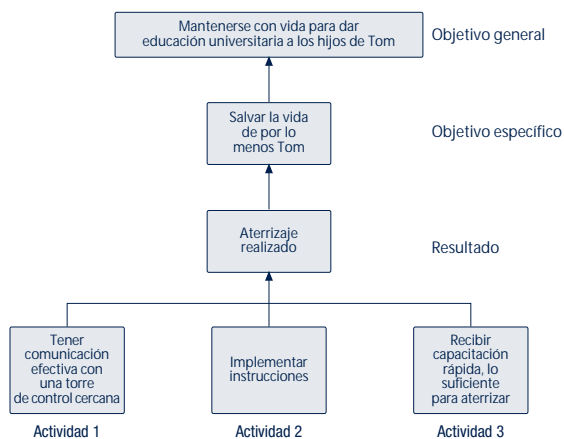 Mantenerse con vida para dar
educación universitaria a los hijos de Tom
Objetivo general
Salvar la vida
de por lo
menos Tom
Objetivo específico
Aterrizaje
realizado
Resultado
Tener
comunicación
efectiva con
una torre
de control cercana
Implementar
instrucciones
Recibir
capacitación
rápida, lo
suficiente
para aterrizar
Actividad 1
Actividad 2
Actividad 3